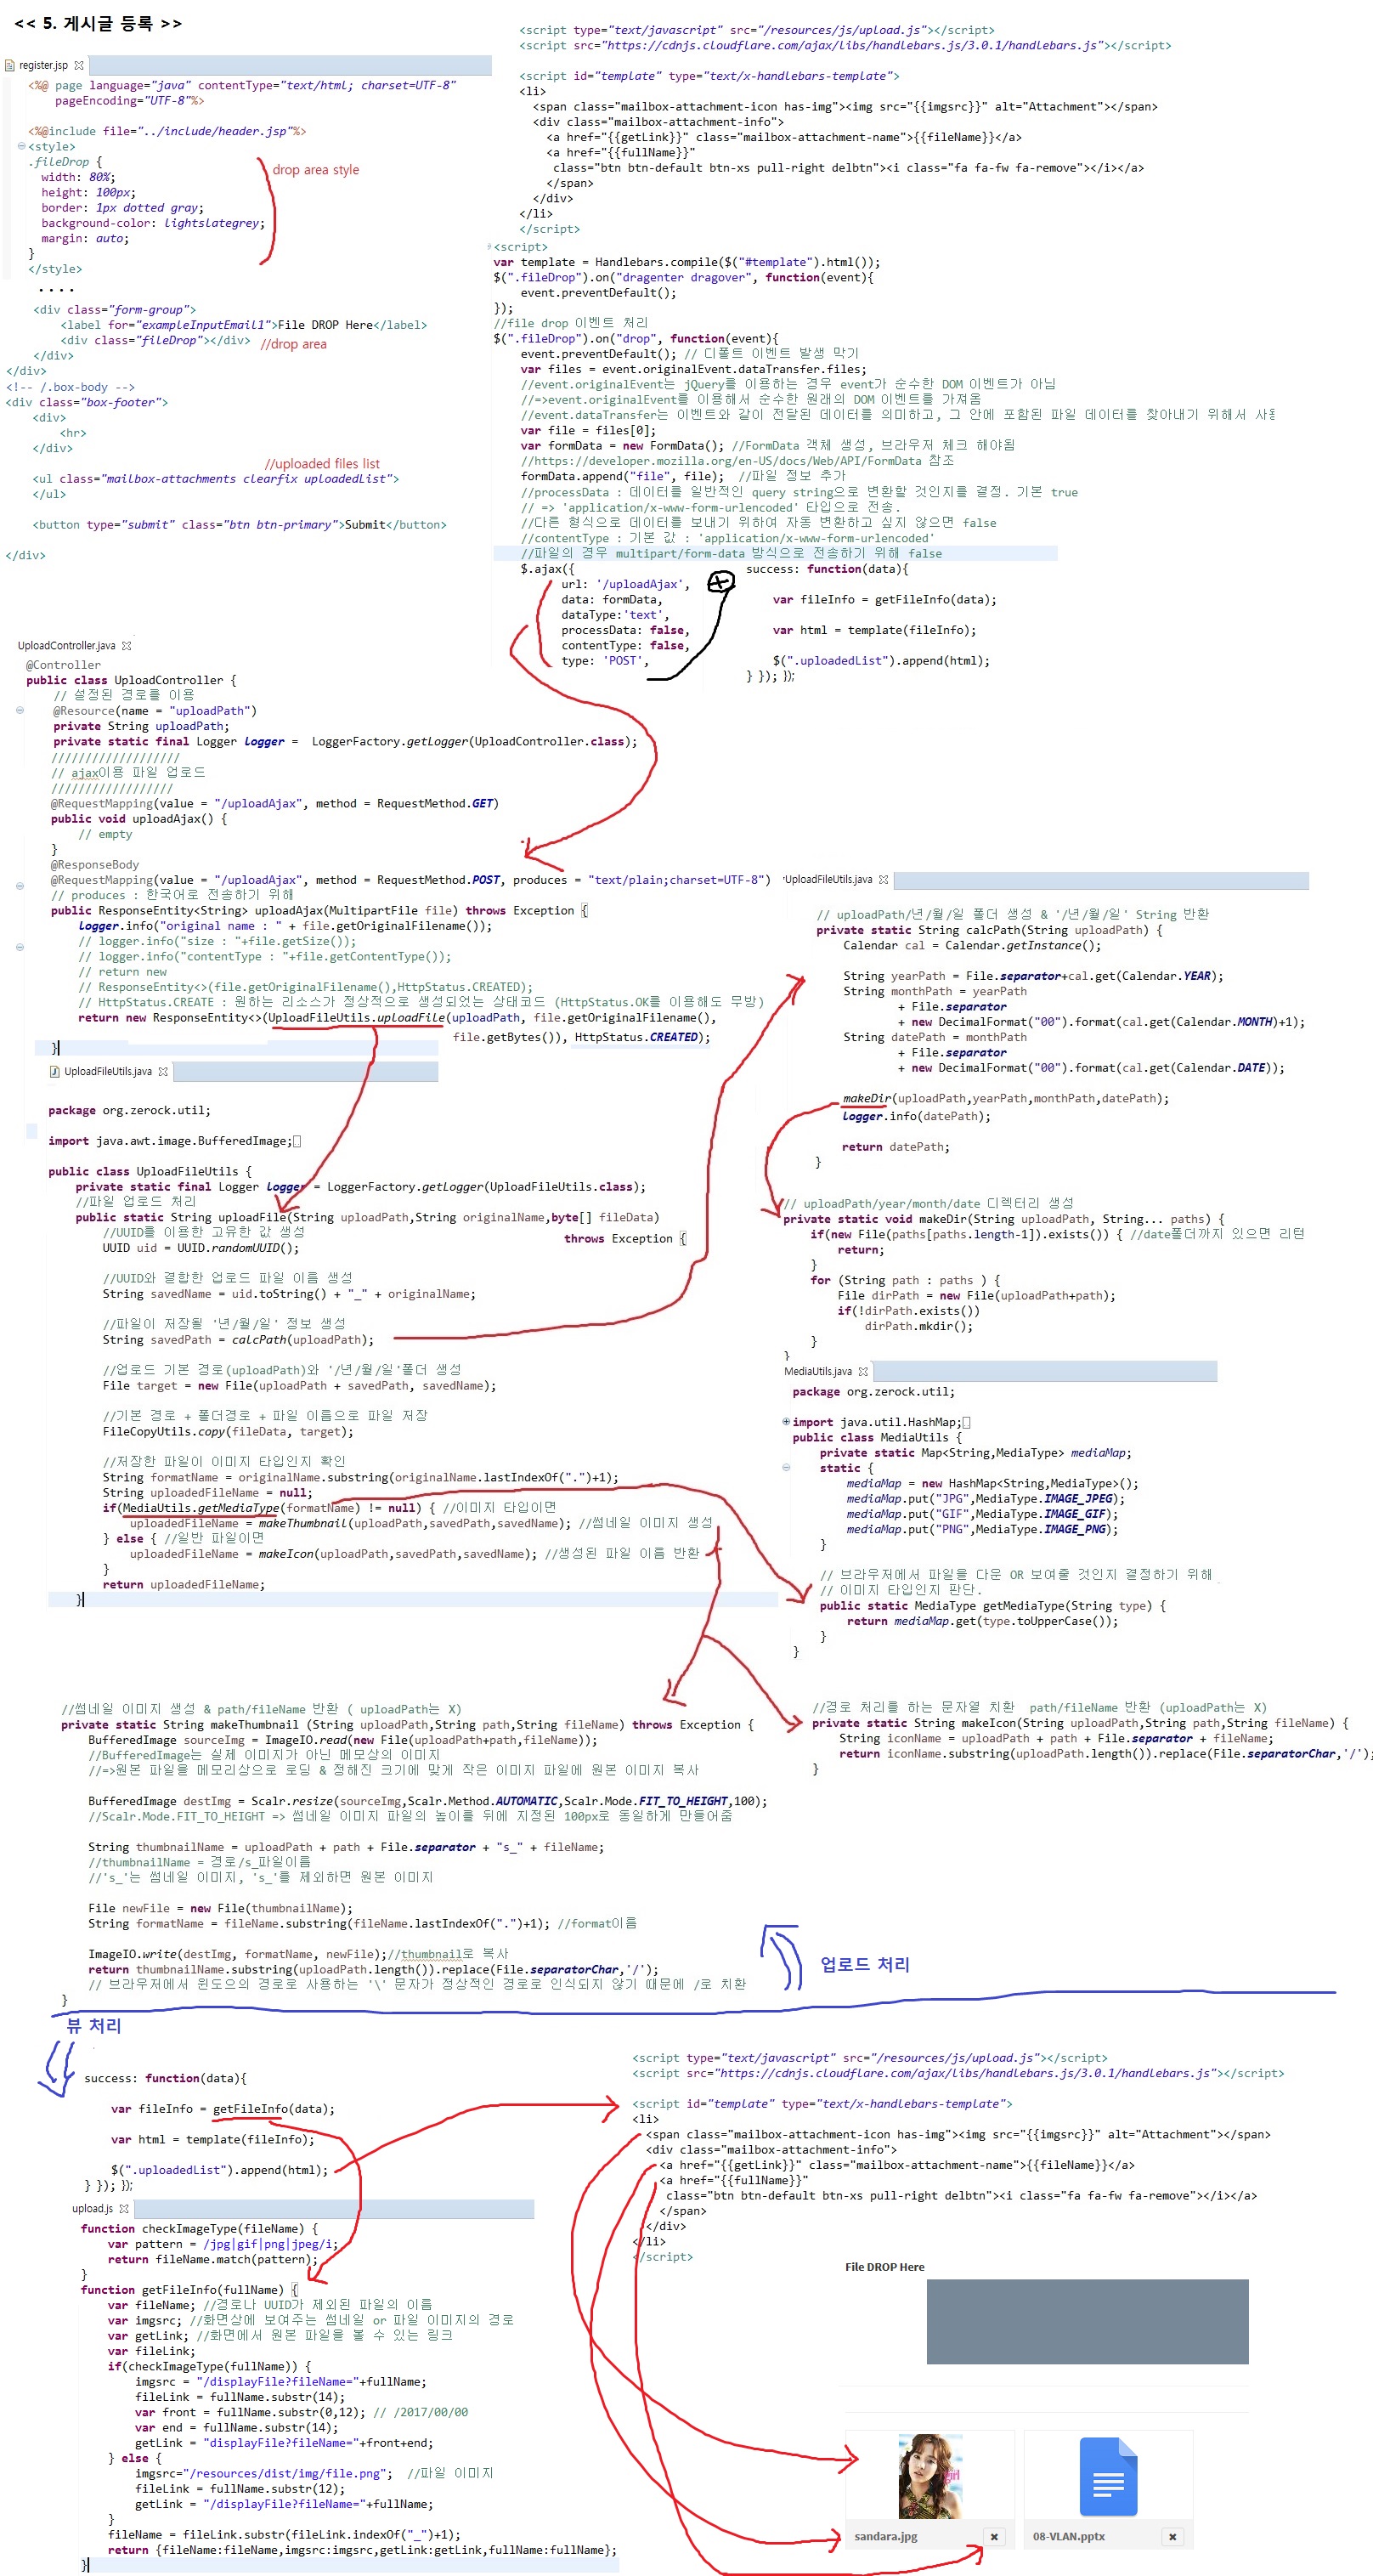 << 5. 게시글 등록 >>
register.jsp
<%@ page language="java" contentType="text/html; charset=UTF-8"
pageEncoding="UTF-8"%>
<%@include file="../include/header.jsp"%>
<style>
.fileDrop {
width: 80%;
height: 100px;
border: 1px dotted gray;
background-color: lightslategrey;
margin: auto;
}
</style>
drop area style
....
<div class="form-group">
<label for="exampleInputEmail1">File DROP Here</label>
<div class="fileDrop"></div> //drop area
</div>
</div>
<!-- /.box-body -->
<div class="box-footer">
<div>
<hr>
</div>
//uploaded files list
<ul class="mailbox-attachments clearfix uploadedList">
</ul>
<button type="submit" class="btn btn-primary">Submit</button>
</div>
<script type="text/javascript" src="/resources/js/upload.js"></script>
<script src="https://cdnjs.cloudflare.com/ajax/libs/handlebars.js/3.0.1/handlebars.js"></script>
<script id="template" type="text/x-handlebars-template">
<li>
<span class="mailbox-attachment-icon has-img"><img src="{{imgsrc}}" alt="Attachment"></span>
<div class="mailbox-attachment-info">
<a href="{{getLink}}" class="mailbox-attachment-name">{{fileName}}</a>
<a href="{{fullName}}"
class="btn btn-default btn-xs pull-right delbtn"><i class="fa fa-fw fa-remove"></i></a>
</span>
</div>
</li>
</script>
<script>
var template = Handlebars.compile($("#template").html());
$(".fileDrop").on("dragenter dragover", function(event){
event.preventDefault();
});
//file drop 이벤트 처리
$(".fileDrop").on("drop", function(event){
event.preventDefault(); // 디폴트 이벤트 발생 막기
var files = event.originalEvent.dataTransfer.files;
//event.originalEvent는 jQuery를 이용하는 경우 event가 순수한 DOM 이벤트가 아님
//=>event.originalEvent를 이용해서 순수한 원래의 DOM 이벤트를 가져옴
//event.dataTransfer는 이벤트와 같이 전달된 데이터를 의미하고, 그 안에 포함된 파일 데이터를 찾아내기 위해서 사용
var file = files[0];
var formData = new FormData(); //FormData 객체 생성, 브라우저 체크 해야됨
//https://developer.mozilla.org/en-US/docs/Web/API/FormData 참조
formData.append("file", file); //파일 정보 추가
//processData : 데이터를 일반적인 query string으로 변환할 것인지를 결정. 기본 true
// => 'application/x-www-form-urlencoded' 타입으로 전송.
//다른 형식으로 데이터를 보내기 위하여 자동 변환하고 싶지 않으면 false
//contentType : 기본 값 : 'application/x-www-form-urlencoded'
//파일의 경우 multipart/form-data 방식으로 전송하기 위해 false
$.ajax({
url: '/uploadAjax',
data: formData,
dataType:'text',
processData: false,
contentType: false,
type: 'POST',
success: function(data){
var fileInfo = getFileInfo(data);
var html = template(fileInfo);
$(".uploadedList").append(html);
} }); });
UploadController.java
@Controller
public class UploadController {
// 설정된 경로를 이용
@Resource(name = "uploadPath")
private String uploadPath;
private static final Logger logger = LoggerFactory.getLogger(UploadController.class);
///////////////////
// ajax이용 파일 업로드
//////////////////
@RequestMapping(value = "/uploadAjax", method = RequestMethod.GET)
public void uploadAjax() {
// empty
}
@ResponseBody
@RequestMapping(value = "/uploadAjax", method = RequestMethod.POST, produces = "text/plain;charset=UTF-8")
// produces : 한국어로 전송하기 위해
public ResponseEntity<String> uploadAjax(MultipartFile file) throws Exception {
logger.info("original name : " + file.getOriginalFilename());
// logger.info("size : "+file.getSize());
// logger.info("contentType : "+file.getContentType());
// return new
// ResponseEntity<>(file.getOriginalFilename(),HttpStatus.CREATED);
// HttpStatus.CREATE : 원하는 리소스가 정상적으로 생성되었는 상태코드 (HttpStatus.OK를 이용해도 무방)
return new ResponseEntity<>(UploadFileUtils.uploadFile(uploadPath, file.getOriginalFilename(),
file.getBytes()), HttpStatus.CREATED);
}
UploadFileUtils.java
package org.zerock.util;
import java.awt.image.BufferedImage;
public class UploadFileUtils {
private static final Logger logger = LoggerFactory.getLogger(UploadFileUtils.class);
//파일 업로드 처리
public static String uploadFile(String uploadPath,String originalName,byte[] fileData)
throws Exception {
//UUID를 이용한 고유한 값 생성
UUID uid = UUID.randomUUID();
//UUID와 결합한 업로드 파일 이름 생성
String savedName = uid.toString() + "_" + originalName;
//파일이 저장될 '년/월/일' 정보 생성
String savedPath = calcPath(uploadPath);
//업로드 기본 경로(uploadPath)와 '/년/월/일'폴더 생성
File target = new File(uploadPath + savedPath, savedName);
//기본 경로 + 폴더경로 + 파일 이름으로 파일 저장
FileCopyUtils.copy(fileData, target);
//저장한 파일이 이미지 타입인지 확인
String formatName = originalName.substring(originalName.lastIndexOf(".")+1);
String uploadedFileName = null;
if(MediaUtils.getMediaType(formatName) != null) { //이미지 타입이면
uploadedFileName = makeThumbnail(uploadPath,savedPath,savedName); //썸네일 이미지 생성
} else { //일반 파일이면
uploadedFileName = makeIcon(uploadPath,savedPath,savedName); //생성된 파일 이름 반환
}
return uploadedFileName;
}
UploadFileUtils.java
// uploadPath/년/월/일 폴더 생성 & '/년/월/일' String 반환
private static String calcPath(String uploadPath) {
Calendar cal = Calendar.getInstance();
String yearPath = File.separator+cal.get(Calendar.YEAR);
String monthPath = yearPath
+ File.separator
+ new DecimalFormat("00").format(cal.get(Calendar.MONTH)+1);
String datePath = monthPath
+ File.separator
+ new DecimalFormat("00").format(cal.get(Calendar.DATE));
makeDir(uploadPath,yearPath,monthPath,datePath);
logger.info(datePath);
return datePath;
}
// uploadPath/year/month/date 디렉터리 생성
private static void makeDir(String uploadPath, String... paths) {
if(new File(paths[paths.length-1]).exists()) { //date폴더까지 있으면 리턴
return;
}
for (String path : paths ) {
File dirPath = new File(uploadPath+path);
if(!dirPath.exists())
dirPath.mkdir();
}
}
MediaUtils.java
package org.zerock.util;
import java.util.HashMap;
public class MediaUtils {
private static Map<String,MediaType> mediaMap;
static {
mediaMap = new HashMap<String,MediaType>();
mediaMap.put("JPG",MediaType.IMAGE_JPEG);
mediaMap.put("GIF",MediaType.IMAGE_GIF);
mediaMap.put("PNG",MediaType.IMAGE_PNG);
}
// 브라우저에서 파일을 다운 OR 보여줄 것인지 결정하기 위해
// 이미지 타입인지 판단.
public static MediaType getMediaType(String type) {
return mediaMap.get(type.toUpperCase());
}
}
//썸네일 이미지 생성 & path/fileName 반환 ( uploadPath는 X)
private static String makeThumbnail (String uploadPath,String path,String fileName) throws Exception {
BufferedImage sourceImg = ImageIO.read(new File(uploadPath+path,fileName));
//BufferedImage는 실제 이미지가 아닌 메모상의 이미지
//=>원본 파일을 메모리상으로 로딩 & 정해진 크기에 맞게 작은 이미지 파일에 원본 이미지 복사
BufferedImage destImg = Scalr.resize(sourceImg,Scalr.Method.AUTOMATIC,Scalr.Mode.FIT_TO_HEIGHT,100);
//Scalr.Mode.FIT_TO_HEIGHT => 썸네일 이미지 파일의 높이를 뒤에 지정된 100px로 동일하게 만들어줌
String thumbnailName = uploadPath + path + File.separator + "s_" + fileName;
//thumbnailName = 경로/s_파일이름
//'s_'는 썸네일 이미지, 's_'를 제외하면 원본 이미지
File newFile = new File(thumbnailName);
String formatName = fileName.substring(fileName.lastIndexOf(".")+1); //format이름
ImageIO.write(destImg, formatName, newFile);//thumbnail로 복사
return thumbnailName.substring(uploadPath.length()).replace(File.separatorChar,'/');
// 브라우저에서 윈도으의 경로로 사용하는 '\' 문자가 정상적인 경로로 인식되지 않기 때문에 /로 치환
}
//경로 처리를 하는 문자열 치환 path/fileName 반환 (uploadPath는 X)
private static String makeIcon(String uploadPath,String path,String fileName) {
String iconName = uploadPath + path + File.separator + fileName;
return iconName.substring(uploadPath.length()).replace(File.separatorChar,'/');
}
업로드 처리
뷰 처리
success: function(data){
var fileInfo = getFileInfo(data);
var html = template(fileInfo);
$(".uploadedList").append(html);
} }); });
upload.js
function checkImageType(fileName) {
var pattern = /jpg|gif|png|jpeg/i;
return fileName.match(pattern);
}
function getFileInfo(fullName) {
var fileName; //경로나 UUID가 제외된 파일의 이름
var imgsrc; //화면상에 보여주는 썸네일 or 파일 이미지의 경로
var getLink; //화면에서 원본 파일을 볼 수 있는 링크
var fileLink;
if(checkImageType(fullName)) {
imgsrc = "/displayFile?fileName="+fullName;
fileLink = fullName.substr(14);
var front = fullName.substr(0,12); // /2017/00/00
var end = fullName.substr(14);
getLink = "displayFile?fileName="+front+end;
} else {
imgsrc="/resources/dist/img/file.png"; //파일 이미지
fileLink = fullName.substr(12);
getLink = "/displayFile?fileName="+fullName;
}
fileName = fileLink.substr(fileLink.indexOf("_")+1);
return {fileName:fileName,imgsrc:imgsrc,getLink:getLink,fullName:fullName};
}
<script type="text/javascript" src="/resources/js/upload.js"></script>
<script src="https://cdnjs.cloudflare.com/ajax/libs/handlebars.js/3.0.1/handlebars.js"></script>
<script id="template" type="text/x-handlebars-template">
<li>
<span class="mailbox-attachment-icon has-img"><img src="{{imgsrc}}" alt="Attachment"></span>
<div class="mailbox-attachment-info">
<a href="{{getLink}}" class="mailbox-attachment-name">{{fileName}}</a>
<a href="{{fullName}}"
class="btn btn-default btn-xs pull-right delbtn"><i class="fa fa-fw fa-remove"></i></a>
</span>
</div>
</li>
</script>
File DROP Here
girl
sandara.jpg
08-VLAN.pptx